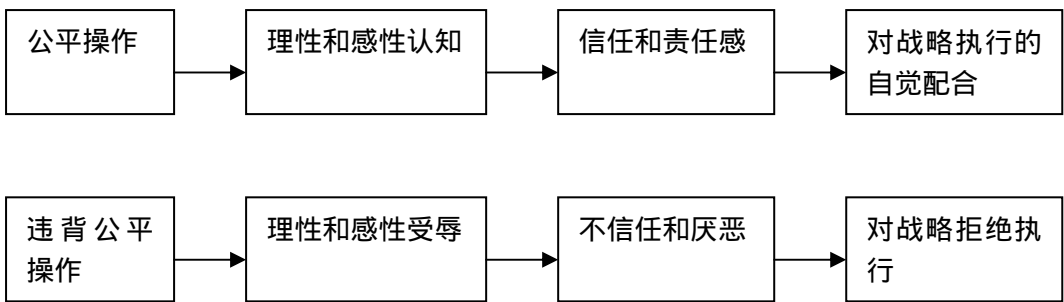 公平操作
理性和感性认知
信任和责任感
对战略执行的
自觉配合
违背公平
操作
理性和感性受辱
不信任和厌恶
对战略拒绝执
行